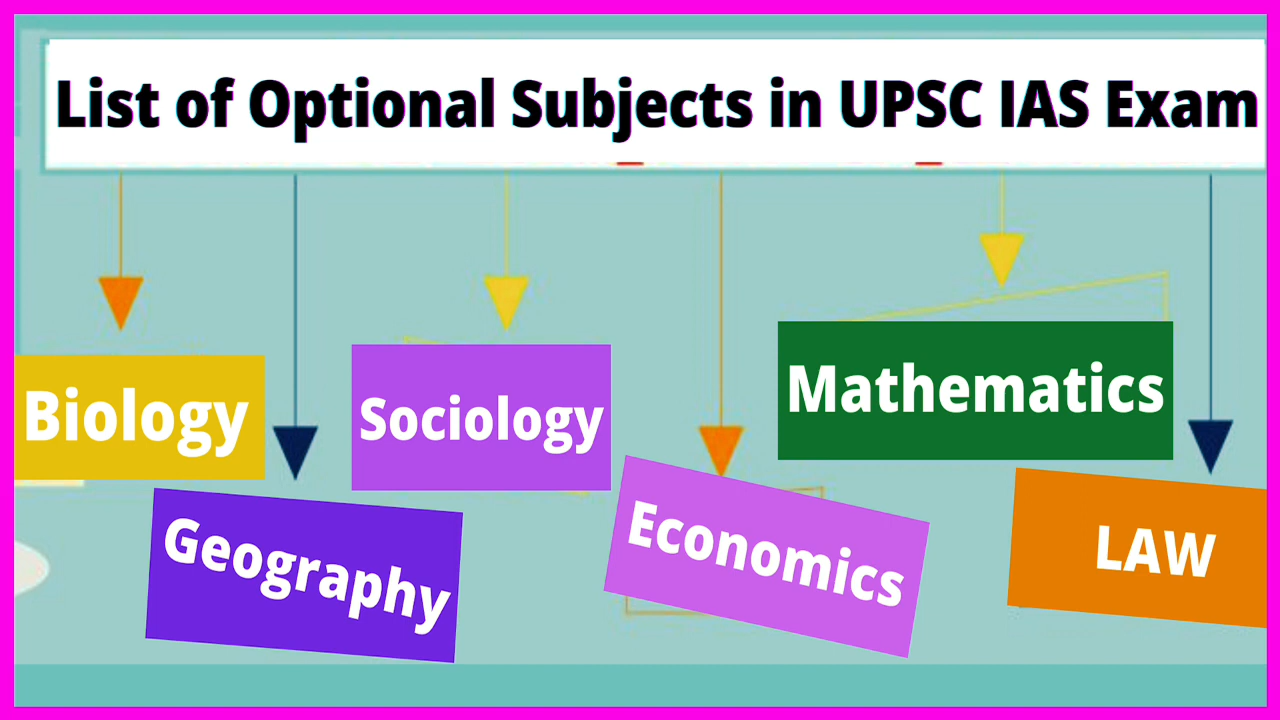 List of Optional Subjects in UPSC IAS Exam
Biology
Sociology
Mathematics
Geography
Economics
LAW